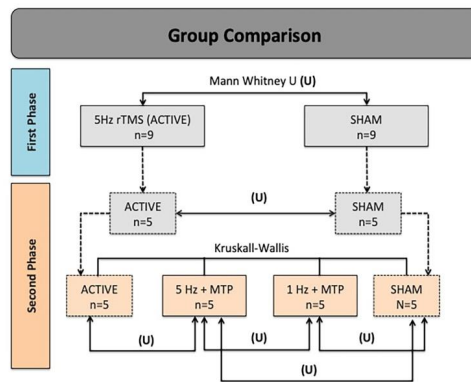 Group Comparison
First Phase
Mann Whitney U (U)
5Hz rTMS (ACTIVE)
n=9
SHAM
n=9
Second Phase
ACTIVE
n=5
(U)
SHAM
n=5
Kruskall-Wallis
ACTIVE
n=5
5 Hz + MTP
n=5
1 Hz + MTP
n=5
SHAM
N=5
(U)
(U)
(U)
(U)